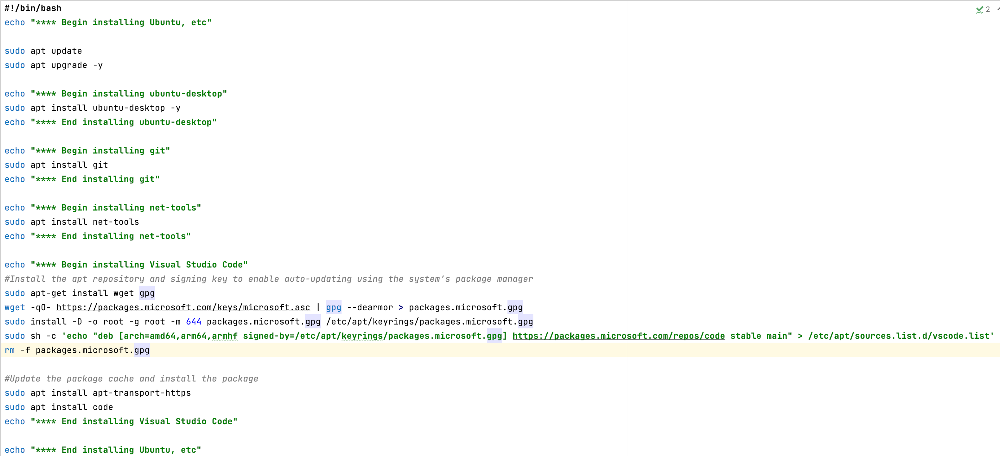 #!/bin/bash
echo "**** Begin installing Ubuntu, etc"
sudo apt update
sudo apt upgrade -y
echo "**** Begin installing ubuntu-desktop"
sudo apt install ubuntu-desktop -y
echo "**** End installing ubuntu-desktop"
echo "**** Begin installing git"
sudo apt install git
echo "**** End installing git"
echo "**** Begin installing net-tools"
sudo apt install net-tools
echo "**** End installing net-tools"
echo "**** Begin installing Visual Studio Code"
#Install the apt repository and signing key to enable auto-updating using the system's package manager
sudo apt-get install wget gpg
wget -qO- https://packages.microsoft.com/keys/microsoft.asc | gpg --dearmor > packages.microsoft.gpg
sudo install -D -o root -g root -m 644 packages.microsoft.gpg /etc/apt/keyrings/packages.microsoft.gpg
sudo sh -c 'echo "deb [arch=amd64,arm64,armhf signed-by=/etc/apt/keyrings/packages.microsoft.gpg] https://packages.microsoft.com/repos/code stable main" > /etc/apt/sources.list.d/vscode.list'
rm -f packages.microsoft.gpg
#Update the package cache and install the package
sudo apt install apt-transport-https
sudo apt install code
echo "**** End installing Visual Studio Code"
echo "**** End installing Ubuntu, etc"
2